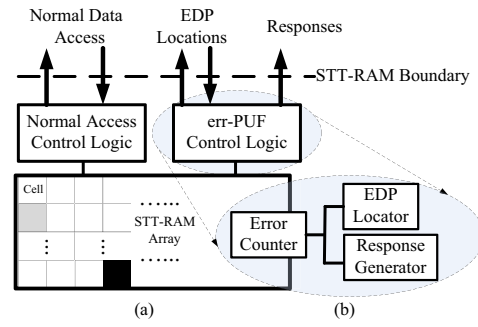 Normal Data
Access
EDP
Locations
Responses
STT-RAM Boundary
Normal Access
Control Logic
err-PUF
Control Logic
Cell
......
STT-RAM
Array
......
...
...
Error
Counter
EDP
Locator
Response
Generator
(a)
(b)